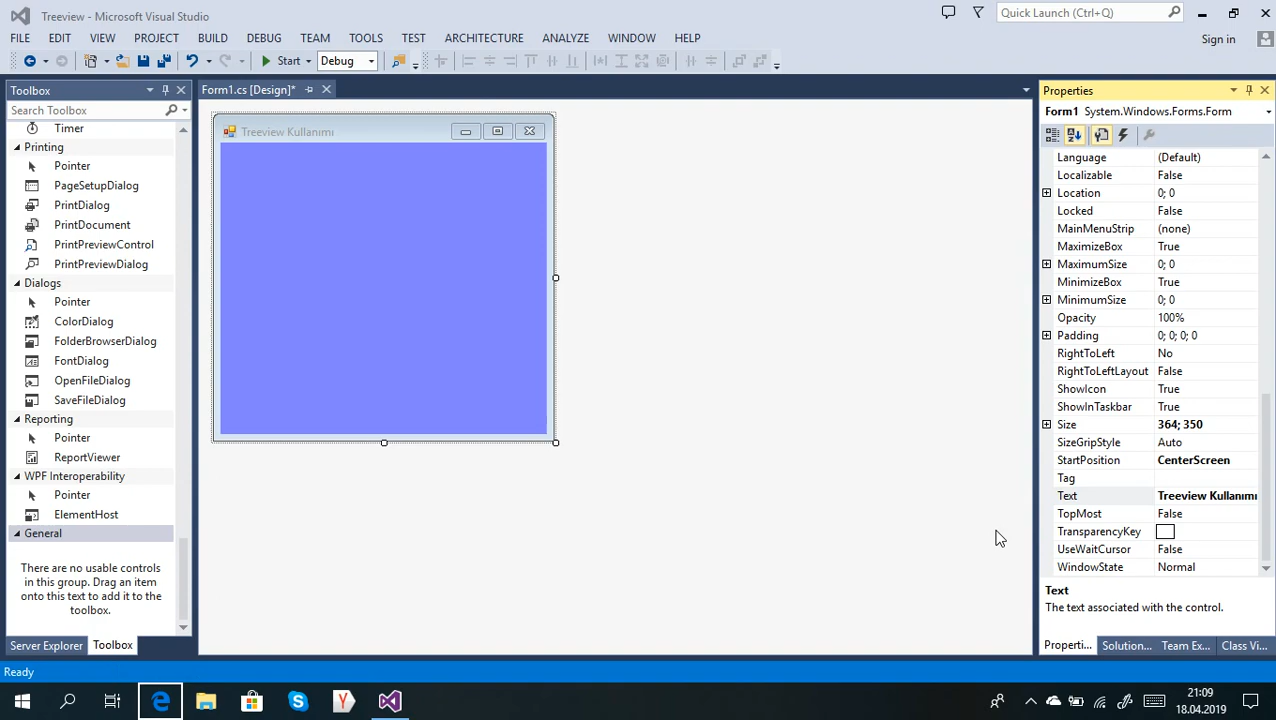 Treeview - Microsoft Visual Studio
Quick Launch (Ctrl+Q)
FILE EDIT VIEW PROJECT BUILD DEBUG TEAM TOOLS TEST ARCHITECTURE ANALYZE WINDOW HELP
Sign in
Start Debug
Toolbox
Search Toolbox
Timer
Printing
Pointer
PageSetupDialog
PrintDialog
PrintDocument
PrintPreviewControl
PrintPreviewDialog
Dialogs
Pointer
ColorDialog
FolderBrowserDialog
FontDialog
OpenFileDialog
SaveFileDialog
Reporting
Pointer
ReportViewer
WPF Interoperability
Pointer
ElementHost
General
There are no usable controls
in this group. Drag an item
onto this text to add it to the
toolbox.
Server Explorer Toolbox
Form1.cs [Design]*
Treeview Kullanımı
Properties
Form1 System.Windows.Forms.Form
Language (Default)
Localizable False
Location 0; 0
Locked False
MainMenuStrip (none)
MaximizeBox True
MaximumSize 0; 0
MinimizeBox True
MinimumSize 0; 0
Opacity 100%
Padding 0; 0; 0; 0
RightToLeft No
RightToLeftLayout False
ShowIcon True
ShowInTaskbar True
Size 364; 350
SizeGripStyle Auto
StartPosition CenterScreen
Tag
Text Treeview Kullanımı
TopMost False
TransparencyKey
UseWaitCursor False
WindowState Normal
Text
The text associated with the control.
Properti... Solution... Team Ex... Class Vi...
Ready
21:09
18.04.2019